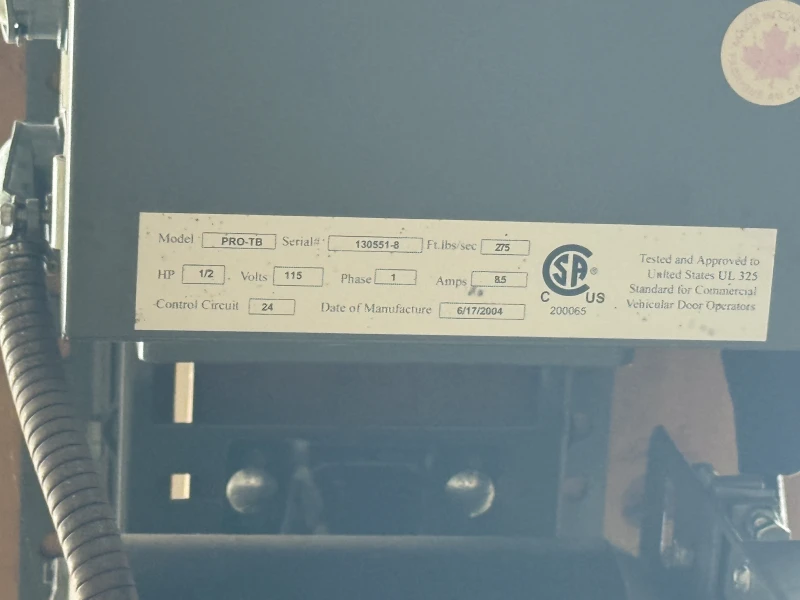 Model PRO-TB Serial# 130551-8 Ft.lbs/sec 275
HP 1/2 Volts 115 Phase 1 Amps 8.5
Control Circuit 24 Date of Manufacture 6/17/2004
CSA ®
C US
200065
Tested and Approved to
United States UL 325
Standard for Commercial
Vehicular Door Operators